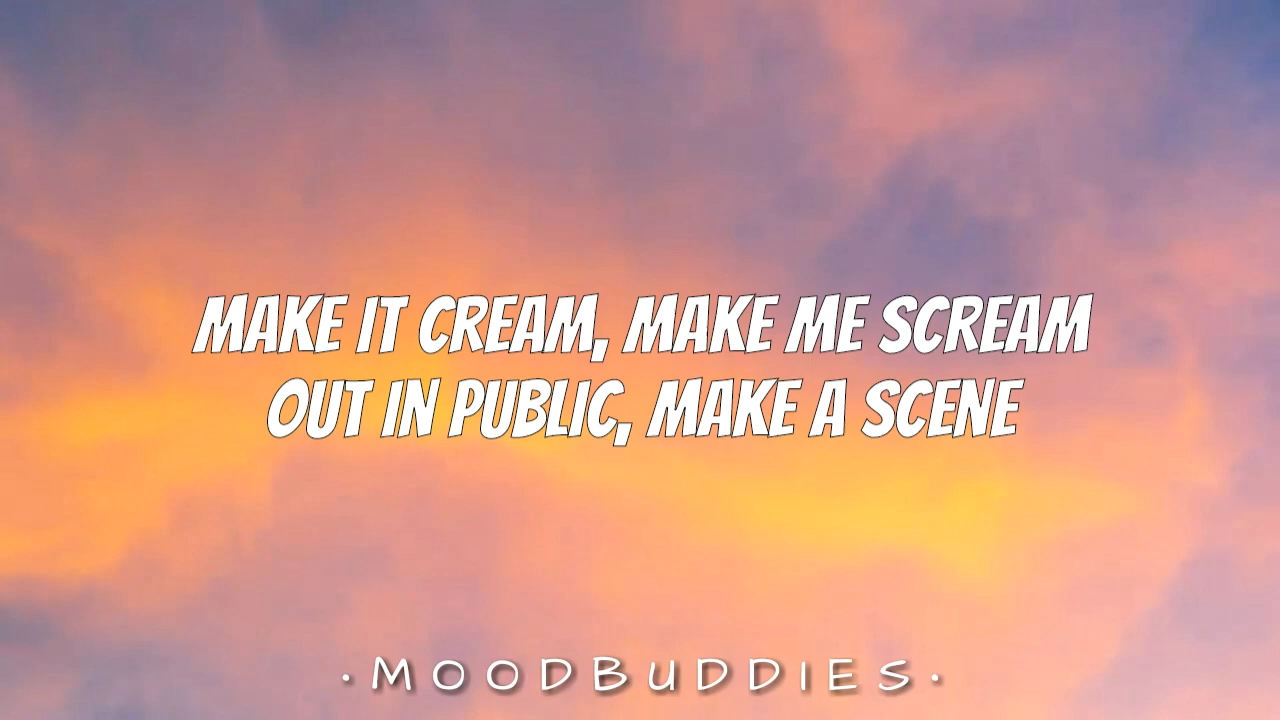 MAKE IT CREAM, MAKE ME SCREAM
OUT IN PUBLIC, MAKE A SCENE
·MOODBUDDIES·